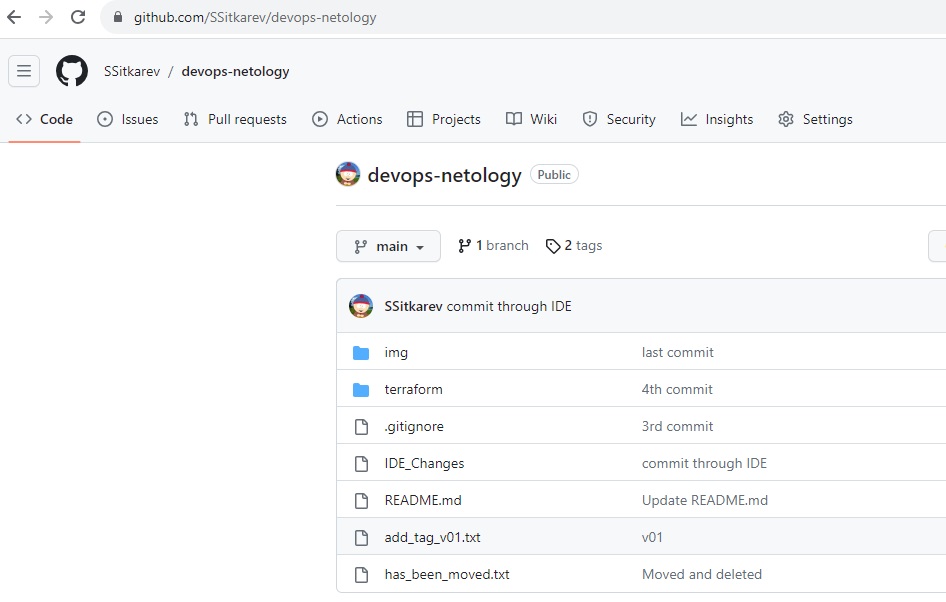 github.com/SSitkarev/devops-netology
SSitkarev / devops-netology
Code Issues Pull requests Actions Projects Wiki Security Insights Settings
devops-netology Public
main 1 branch 2 tags
SSitkarev commit through IDE
img last commit
terraform 4th commit
.gitignore 3rd commit
IDE_Changes commit through IDE
README.md Update README.md
add_tag_v01.txt v01
has_been_moved.txt Moved and deleted